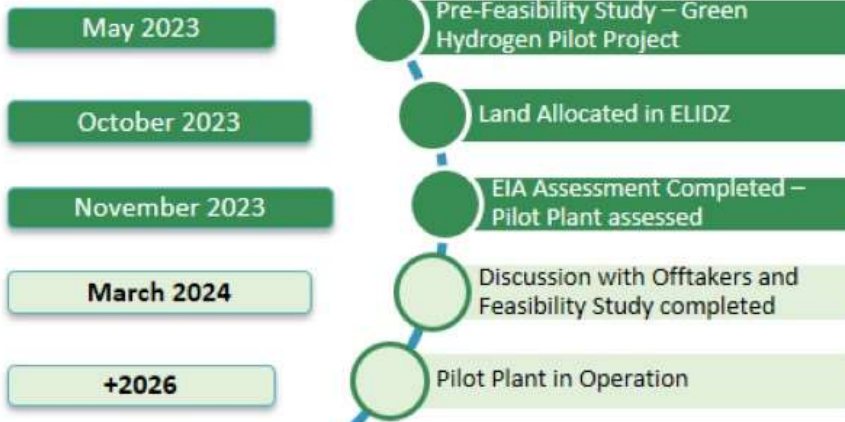 May 2023
Pre-Feasibility Study – Green
Hydrogen Pilot Project
October 2023
Land Allocated in ELIDZ
November 2023
EIA Assessment Completed –
Pilot Plant assessed
March 2024
Discussion with Offtakers and
Feasibility Study completed
+2026
Pilot Plant in Operation